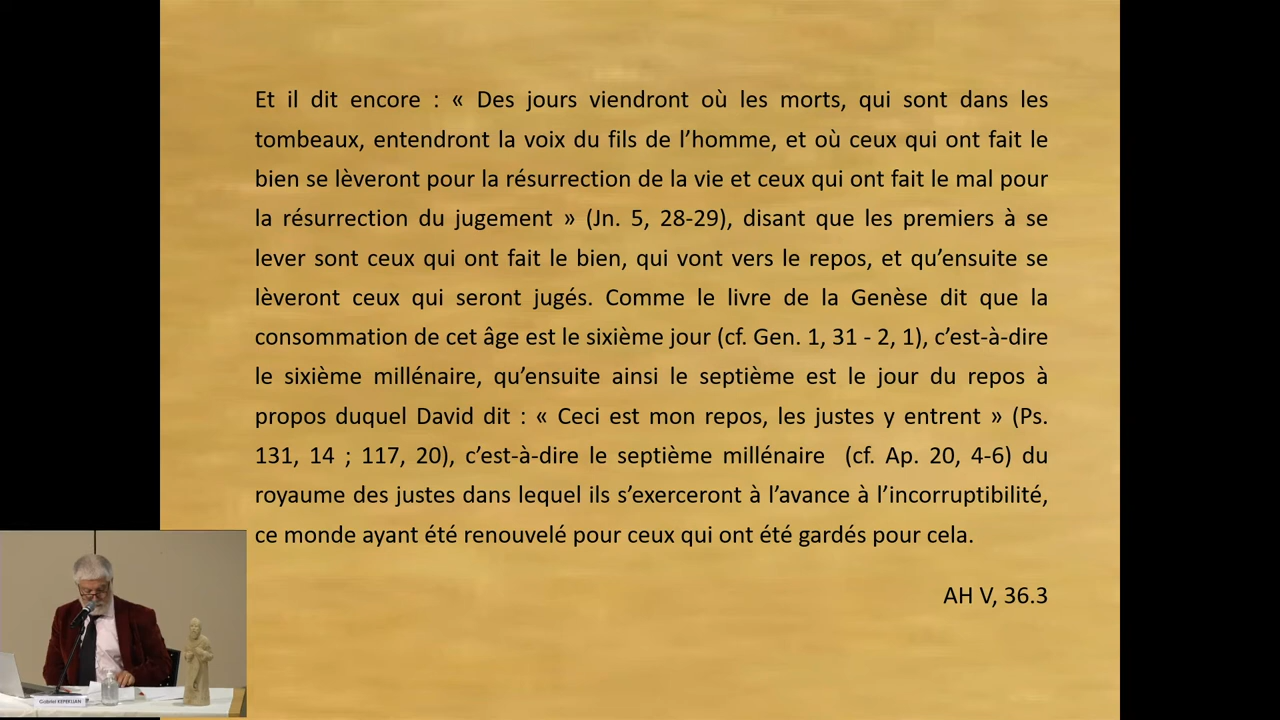 Et il dit encore : « Des jours viendront où les morts, qui sont dans les
tombeaux, entendront la voix du fils de l’homme, et où ceux qui ont fait le
bien se lèveront pour la résurrection de la vie et ceux qui ont fait le mal pour
la résurrection du jugement » (Jn. 5, 28-29), disant que les premiers à se
lever sont ceux qui ont fait le bien, qui vont vers le repos, et qu’ensuite se
lèveront ceux qui seront jugés. Comme le livre de la Genèse dit que la
consommation de cet âge est le sixième jour (cf. Gen. 1, 31 - 2, 1), c’est-à-dire
le sixième millénaire, qu’ensuite ainsi le septième est le jour du repos à
propos duquel David dit : « Ceci est mon repos, les justes y entrent » (Ps.
131, 14 ; 117, 20), c’est-à-dire le septième millénaire (cf. Ap. 20, 4-6) du
royaume des justes dans lequel ils s’exerceront à l’avance à l’incorruptibilité,
ce monde ayant été renouvelé pour ceux qui ont été gardés pour cela.
AH V, 36.3
Gabriel KEPEKLIAN